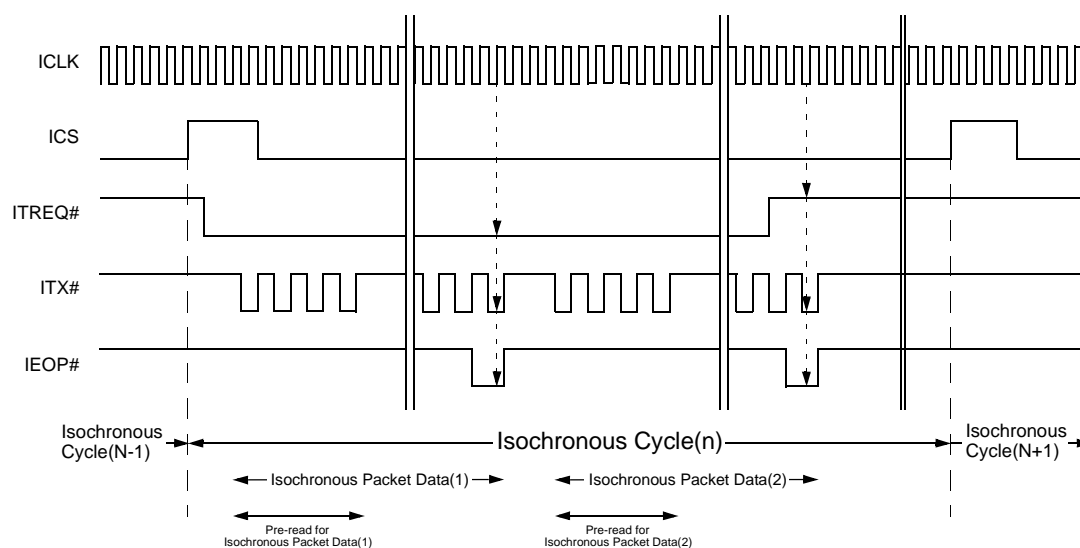 ICLK
ICS
ITREQ#
ITX#
IEOP#
Isochronous
Cycle(N-1)
Isochronous Cycle(n)
Isochronous
Cycle(N+1)
Isochronous Packet Data(1)
Isochronous Packet Data(2)
Pre-read for
Isochronous Packet Data(1)
Pre-read for
Isochronous Packet Data(2)